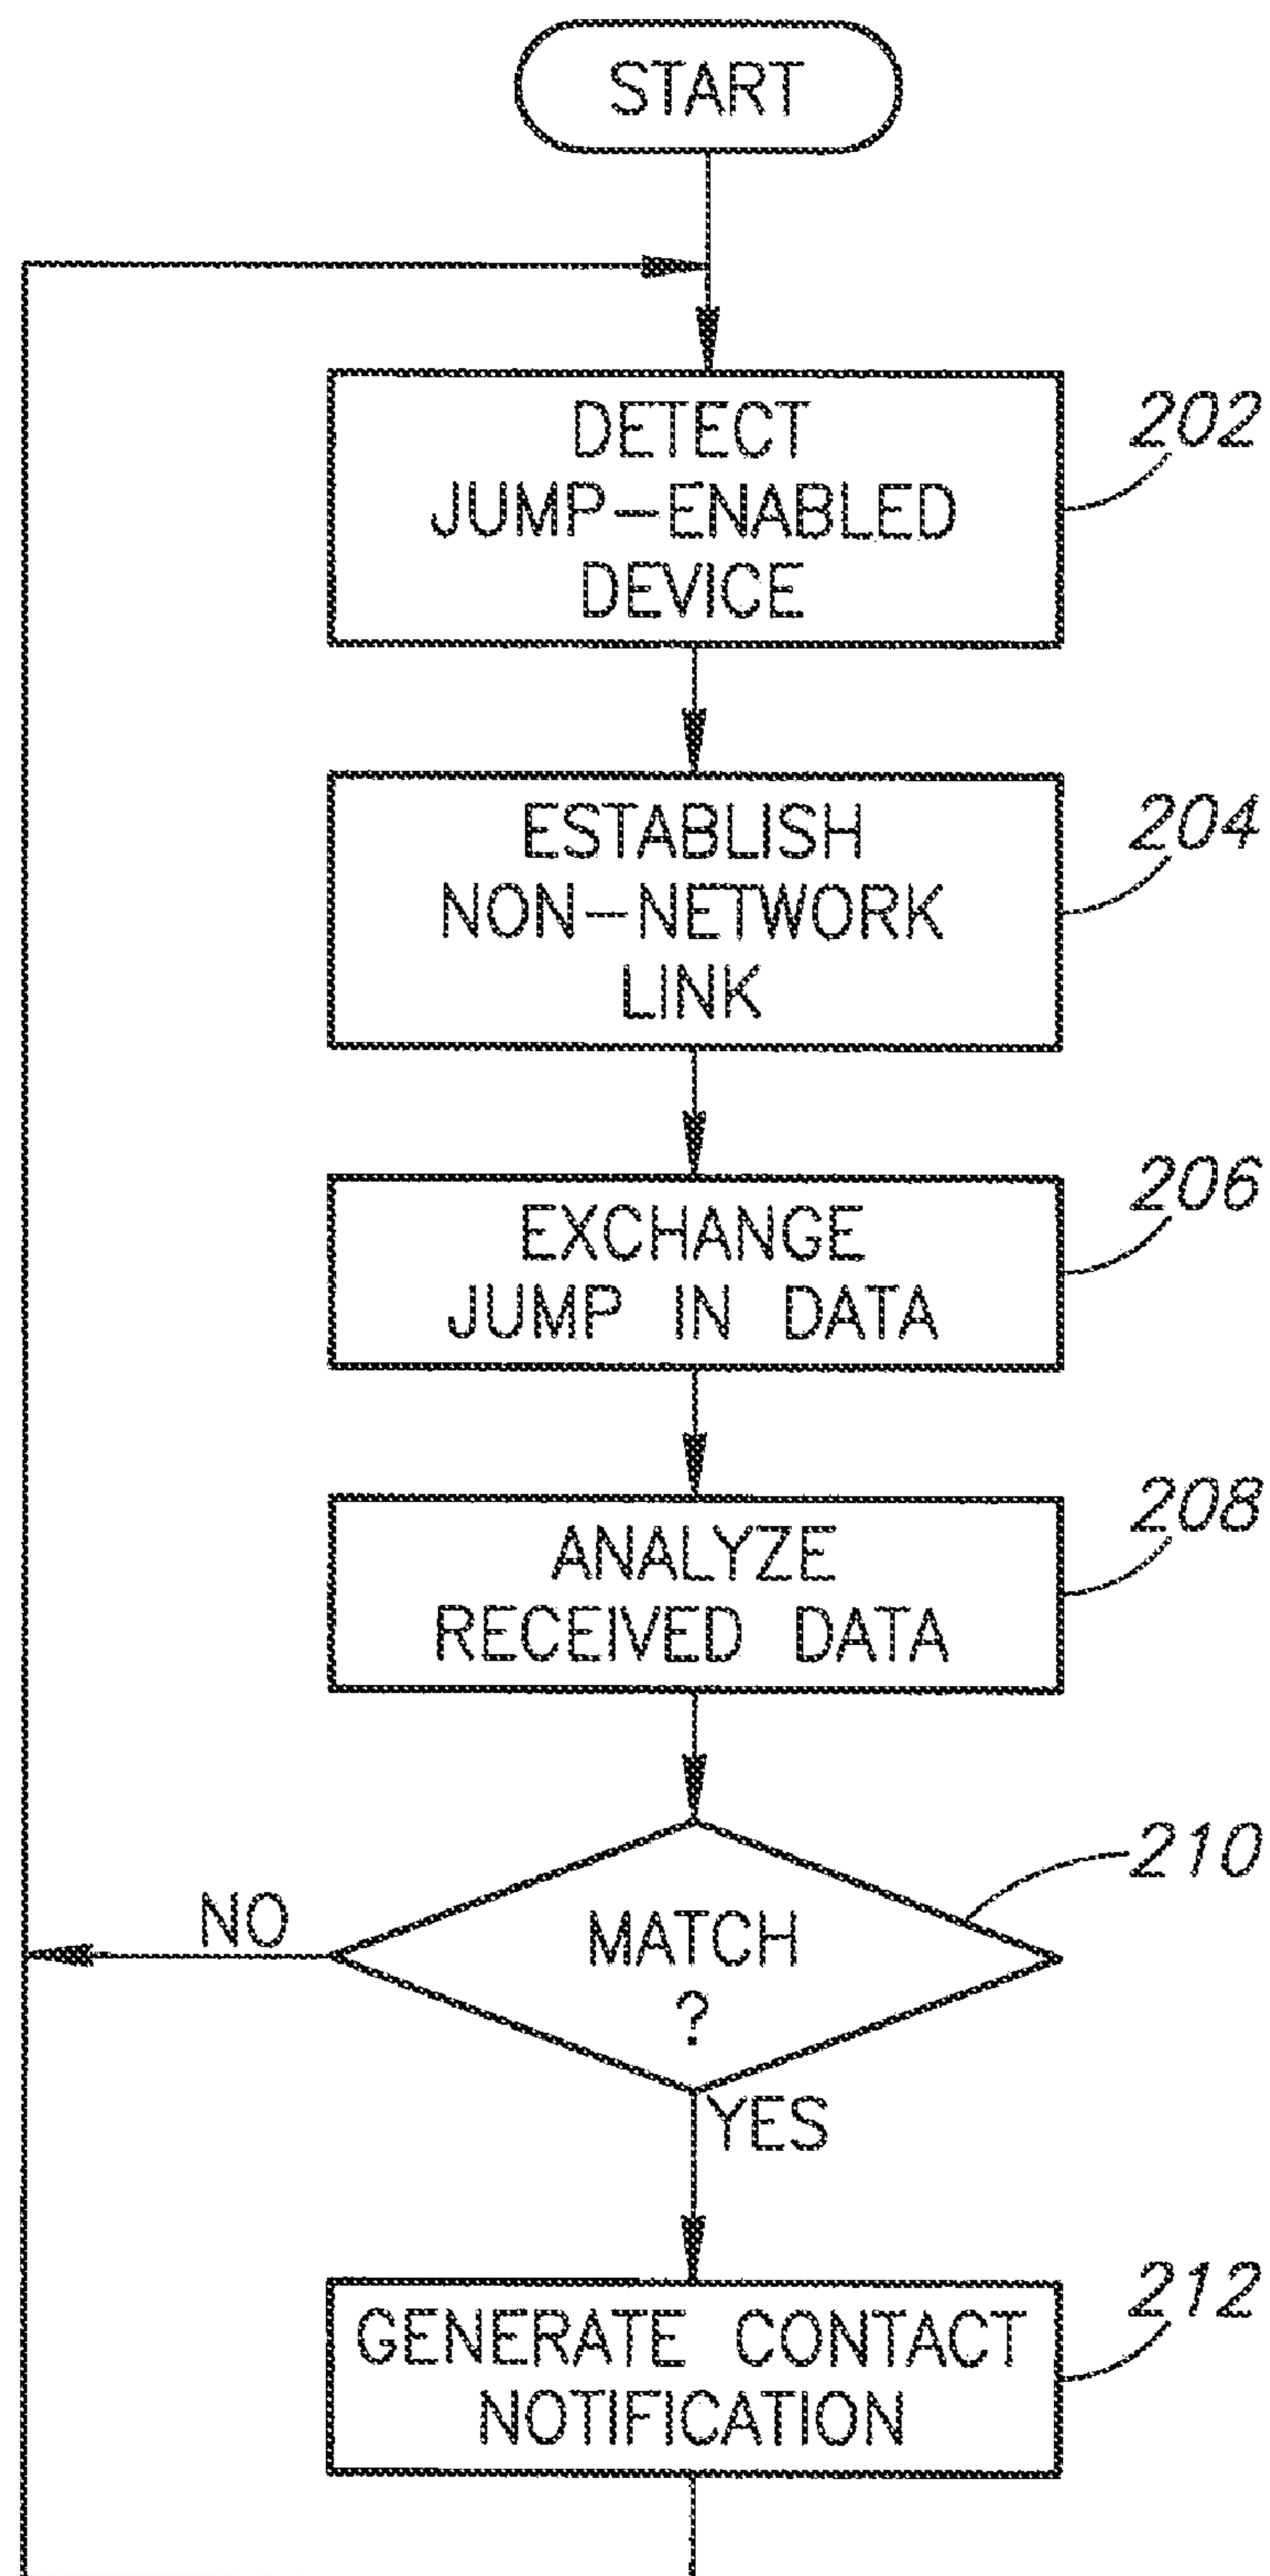 START
DETECT
JUMP-ENABLED
DEVICE
202
ESTABLISH
NON-NETWORK
LINK
204
EXCHANGE
JUMP IN DATA
206
ANALYZE
RECEIVED DATA
208
MATCH
?
210
NO
YES
GENERATE CONTACT
NOTIFICATION
212